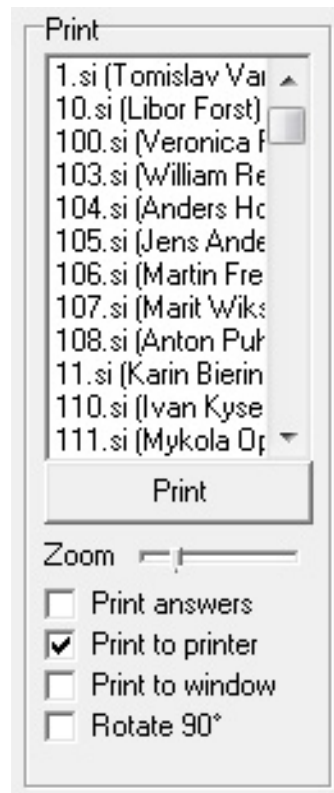 Print
1.si (Tomislav
10.si (Libor Forst)
100.si (Veronica
103.si (William
104.si (Anders
105.si (Jens
106.si (Martin
107.si (Marit
108.si (Anton
11.si (Karin
110.si (Ivan
111.si (Mykola
Print
Zoom
Print answers
Print to printer
Print to window
Rotate 90°